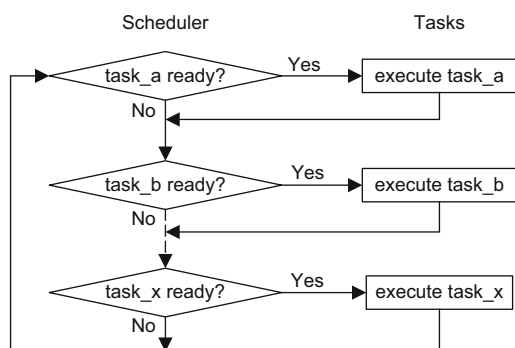 Scheduler
Tasks
task_a ready?
Yes
execute task_a
No
task_b ready?
Yes
execute task_b
No
task_x ready?
Yes
execute task_x
No